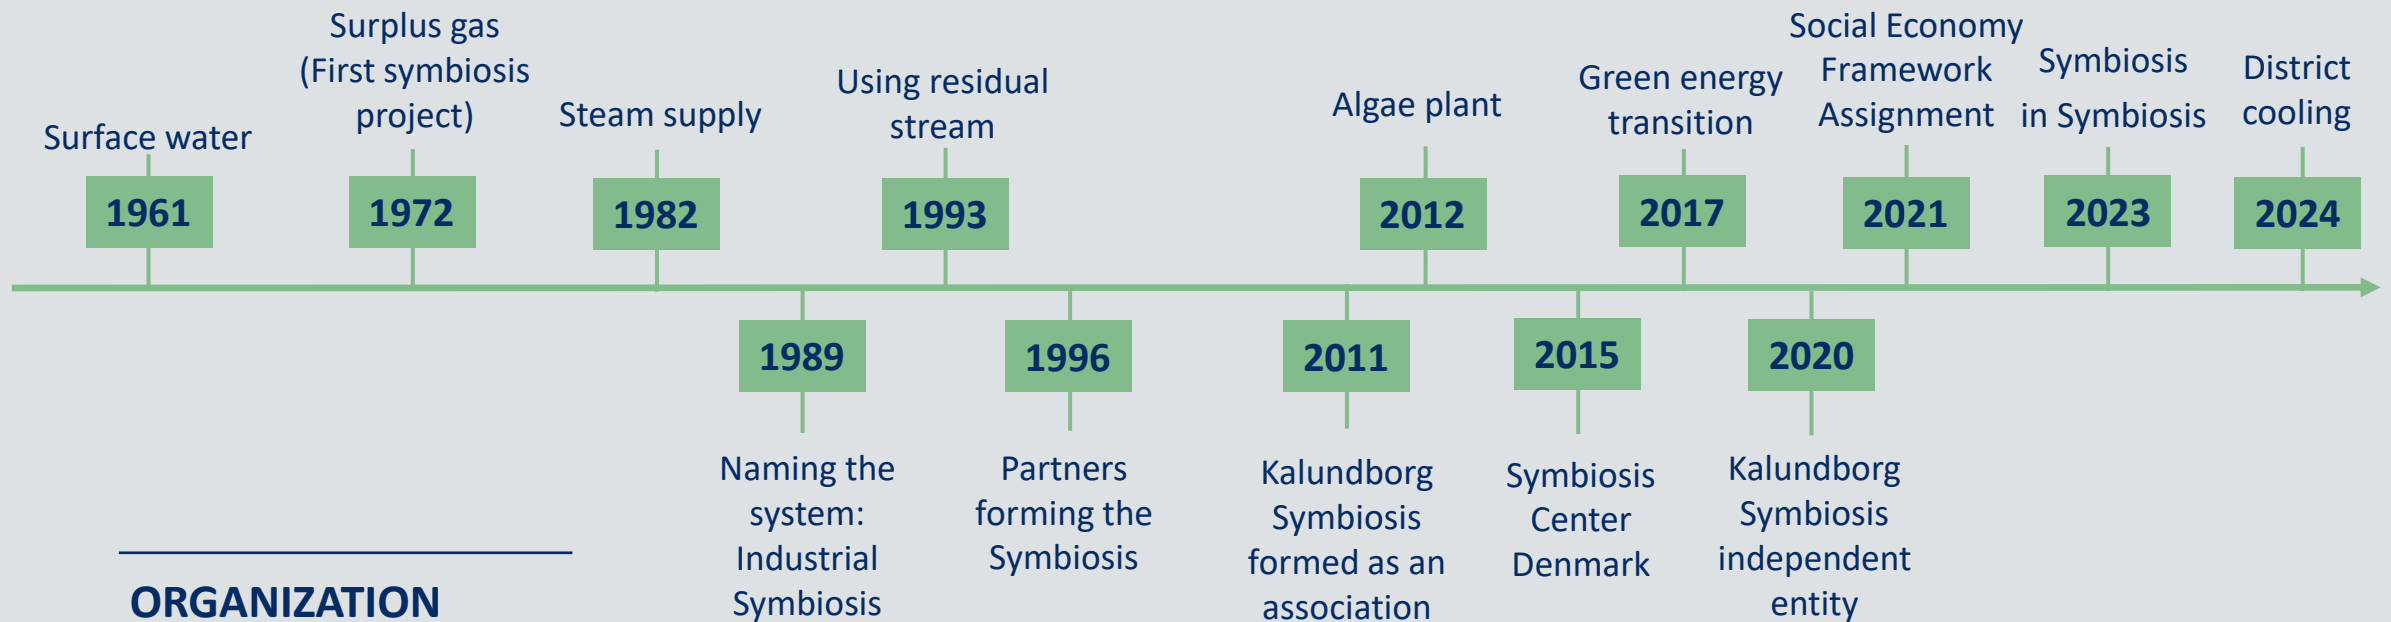 Surface water
1961
Surplus gas
(First symbiosis
project)
1972
Steam supply
1982
Using residual
stream
1993
Algae plant
2012
Green energy
transition
2017
Social Economy
Framework
Assignment
2021
Symbiosis
in Symbiosis
2023
District
cooling
2024
1989
Naming the
system:
Industrial
Symbiosis
1996
Partners
forming the
Symbiosis
2011
Kalundborg
Symbiosis
formed as an
association
2015
Symbiosis
Center
Denmark
2020
Kalundborg
Symbiosis
independent
entity
ORGANIZATION